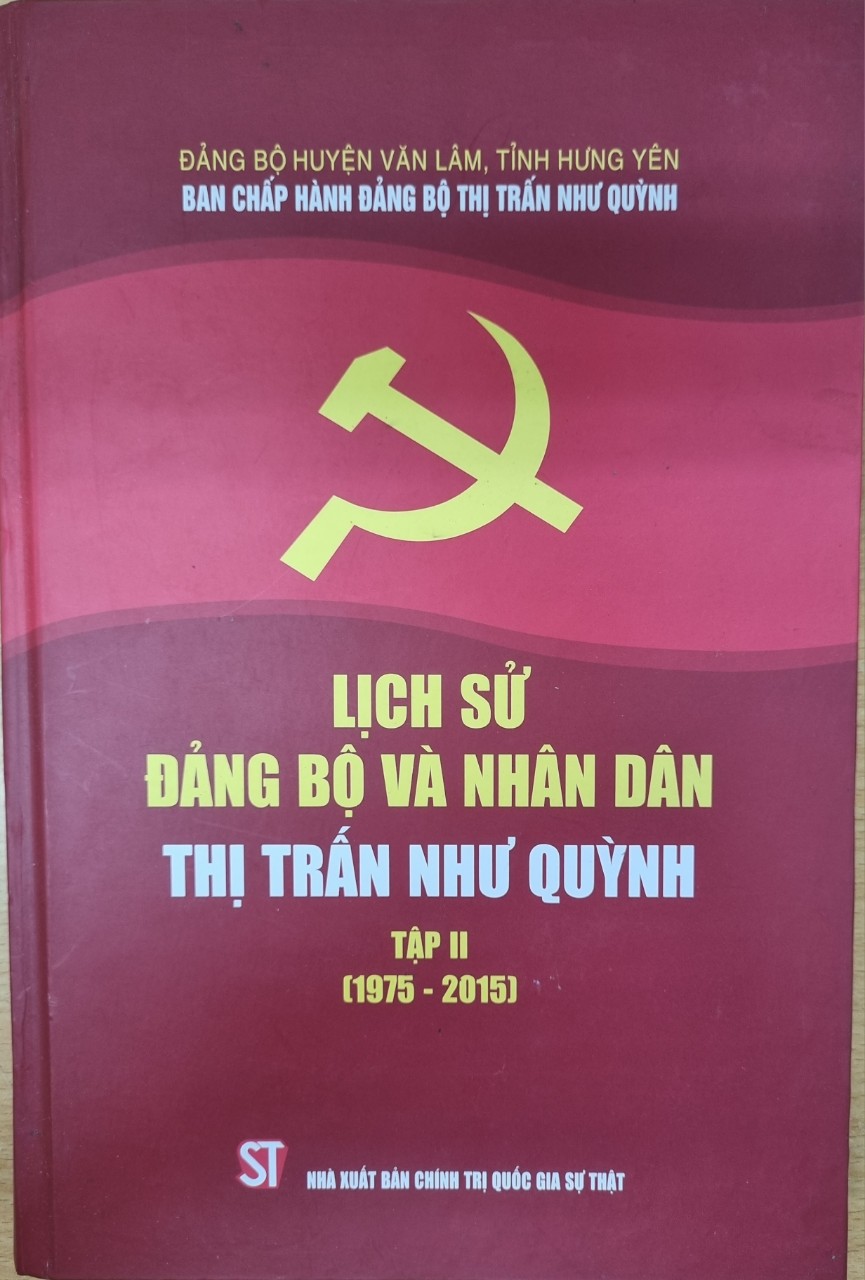 ĐẢNG BỘ HUYỆN VĂN LÂM, TỈNH HƯNG YÊN
BAN CHẤP HÀNH ĐẢNG BỘ THỊ TRẤN NHƯ QUỲNH
LỊCH SỬ
ĐẢNG BỘ VÀ NHÂN DÂN
THỊ TRẤN NHƯ QUỲNH
TẬP II
(1975 - 2015)
ST
NHÀ XUẤT BẢN CHÍNH TRỊ QUỐC GIA SỰ THẬT